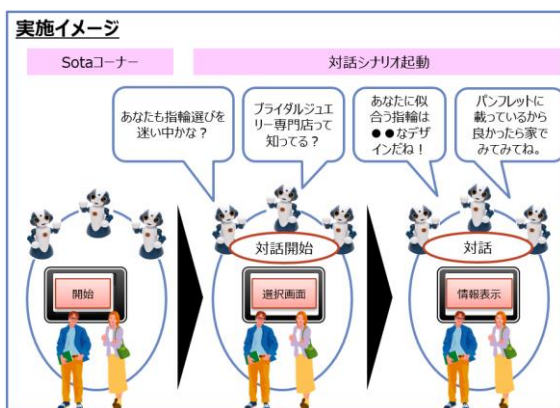 実施イメージ
Sotaコーナー
対話シナリオ起動
あなたも指輪選びを
迷い中かな？
ブライダルジュエ
リー専門店って
知ってる？
あなたに似
合う指輪は
●●なデザ
インだね！
パンフレットに
載っているから
良かったら家で
みてみてね。
対話開始
対話
開始
選択画面
情報表示